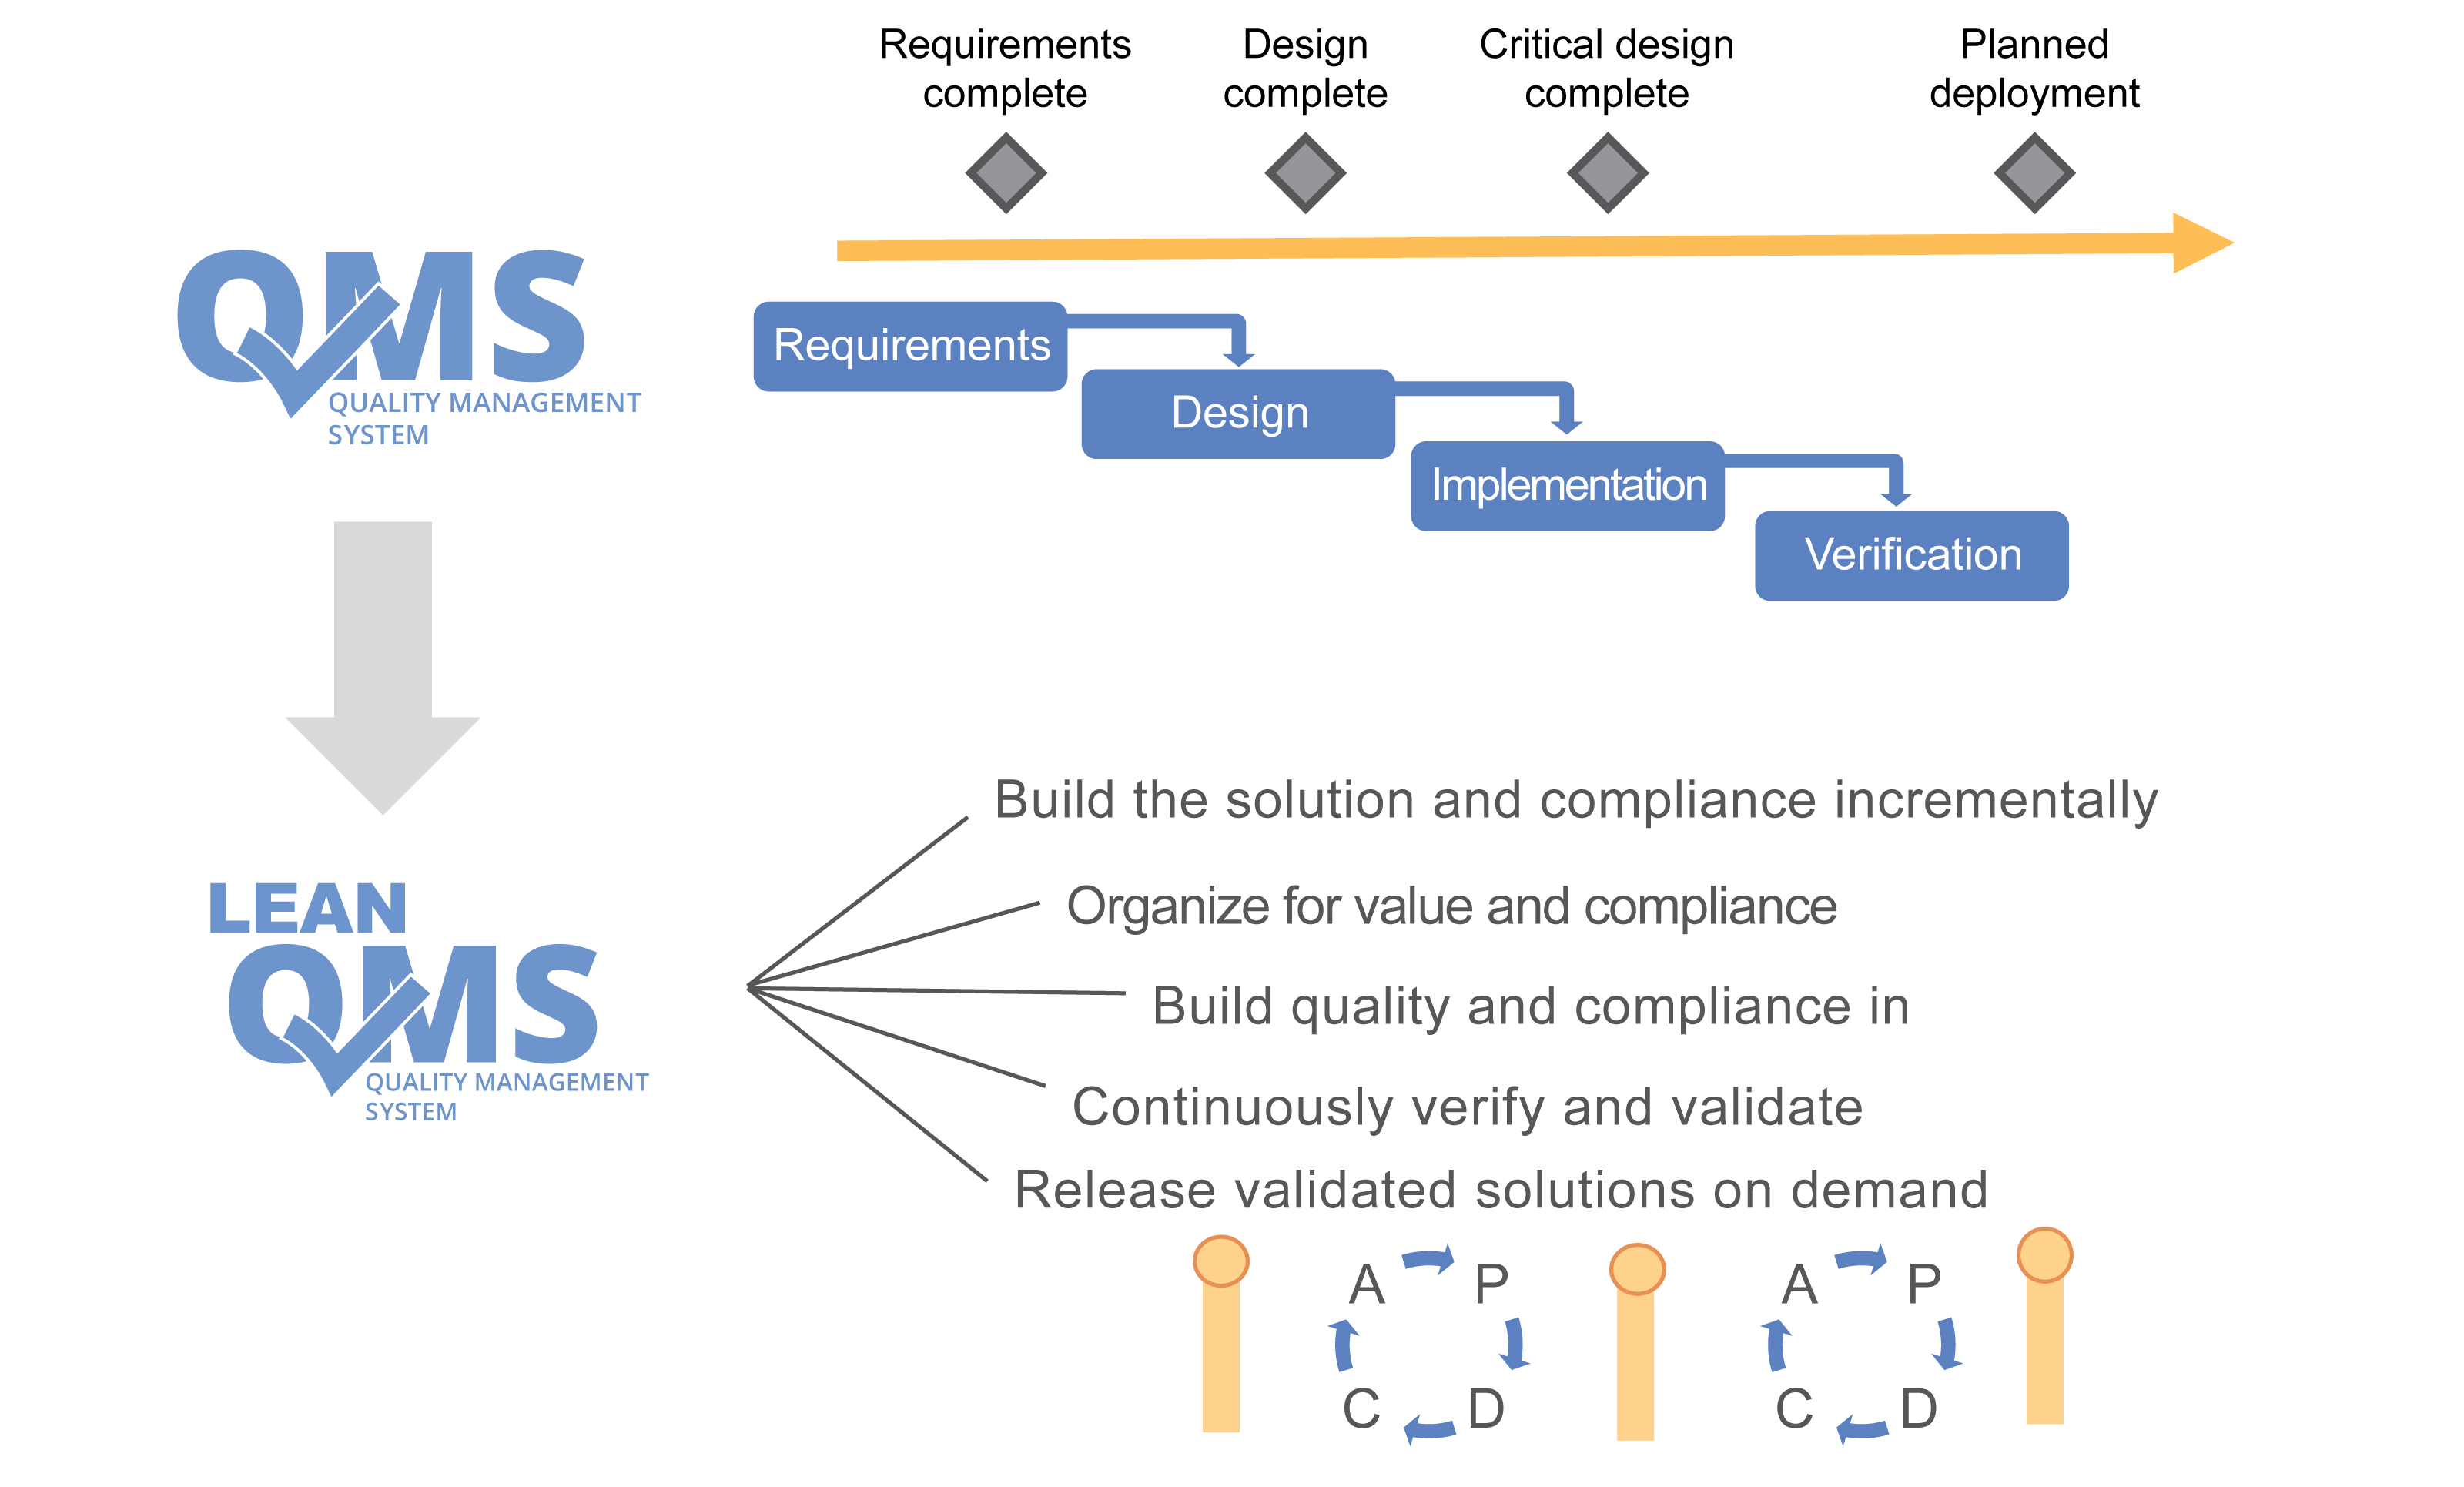 Requirements
complete
Design
complete
Critical design
complete
Planned
deployment
QMS
QUALITY MANAGEMENT
SYSTEM
Requirements
Design
Implementation
Verification
LEAN
QMS
QUALITY MANAGEMENT
SYSTEM
Build the solution and compliance incrementally
Organize for value and compliance
Build quality and compliance in
Continuously verify and validate
Release validated solutions on demand
A P
C D
A P
C D